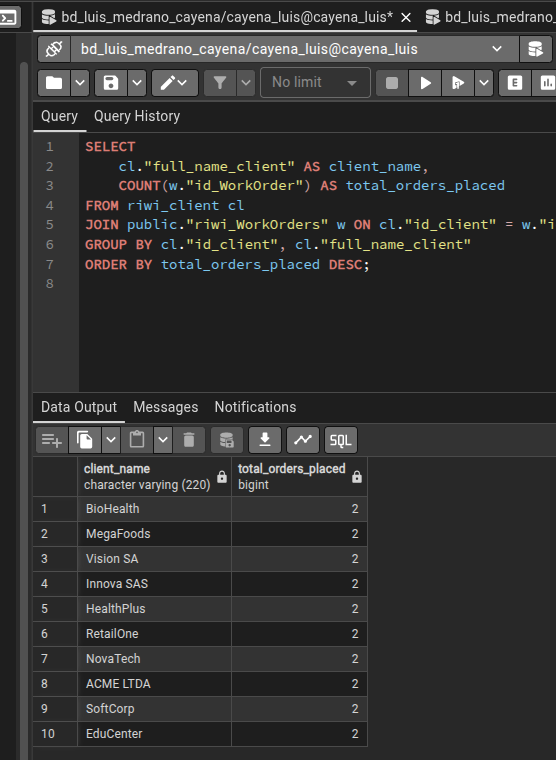 bd_luis_medrano_cayena/cayena_luis@cayena_luis* bd_luis_medrano_
bd_luis_medrano_cayena/cayena_luis@cayena_luis
No limit
E
Query Query History
1 SELECT
2 cl."full_name_client" AS client_name,
3 COUNT(w."id_WorkOrder") AS total_orders_placed
4 FROM riwi_client cl
5 JOIN public."riwi_WorkOrders" w ON cl."id_client" = w."i
6 GROUP BY cl."id_client", cl."full_name_client"
7 ORDER BY total_orders_placed DESC;
8
Data Output Messages Notifications
SQL
client_name total_orders_placed
character varying (220) bigint
1 BioHealth 2
2 MegaFoods 2
3 Vision SA 2
4 Innova SAS 2
5 HealthPlus 2
6 RetailOne 2
7 NovaTech 2
8 ACME LTDA 2
9 SoftCorp 2
10 EduCenter 2